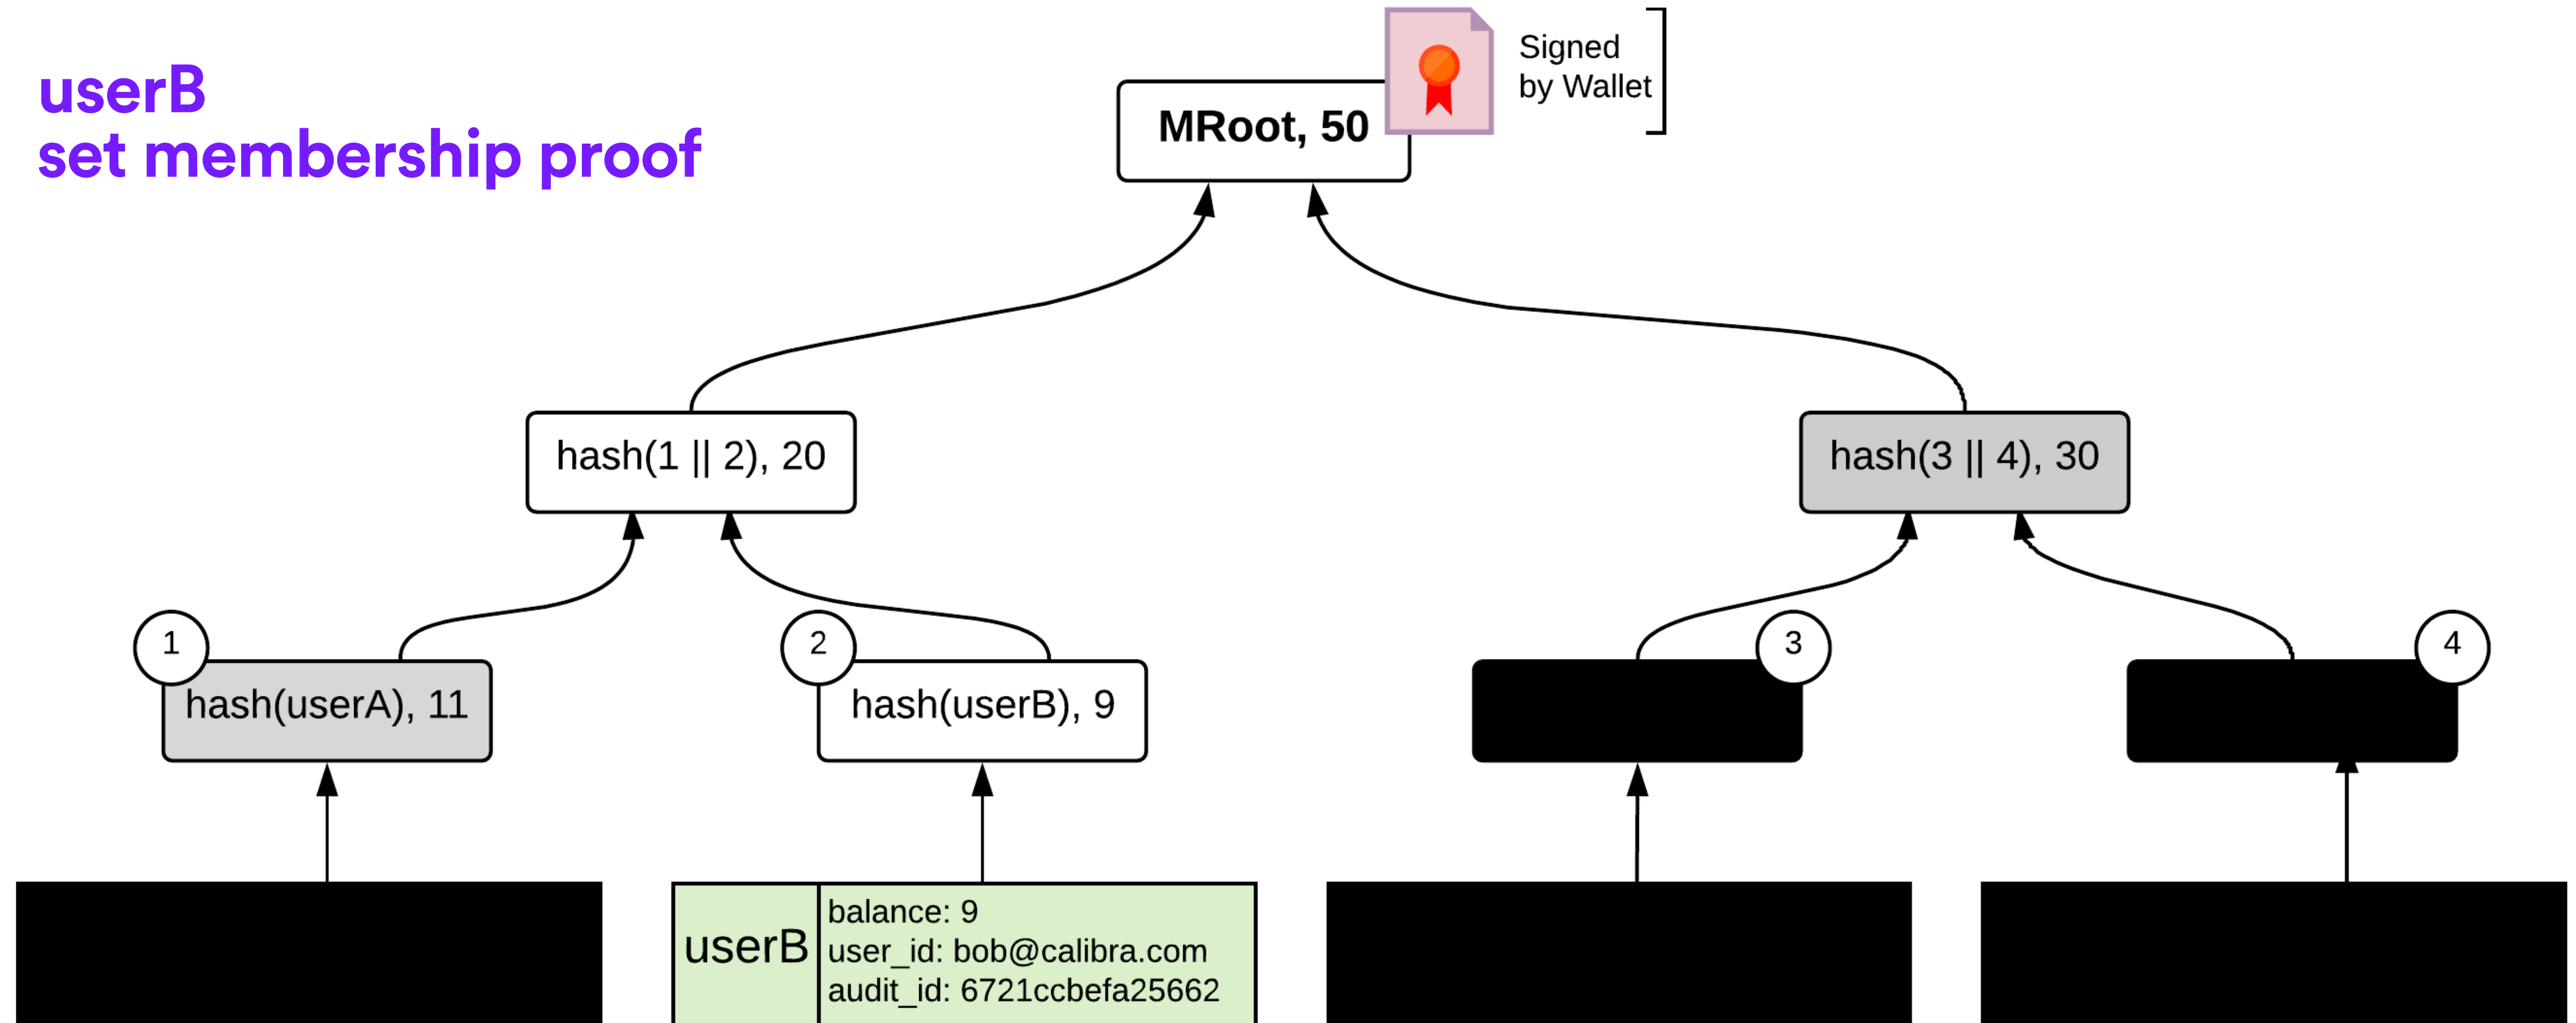 userB
set membership proof
Signed
by Wallet
MRoot, 50
hash(1 || 2), 20
hash(3 || 4), 30
1
2
3
4
hash(userA), 11
hash(userB), 9
userB
balance: 9
user_id: bob@calibra.com
audit_id: 6721ccbefa25662